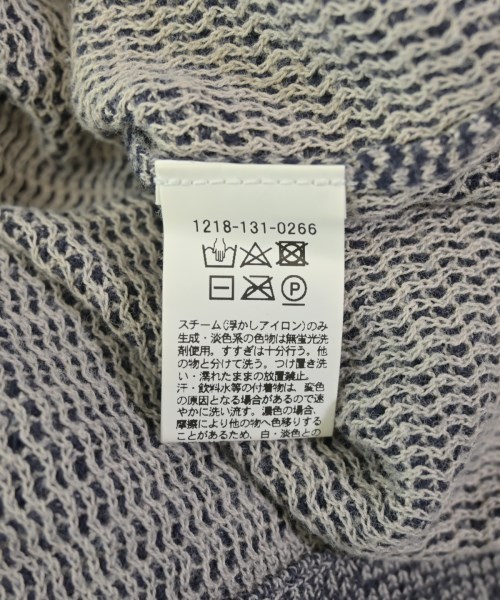 1218-131-0266
P
スチーム(浮かしアイロン)のみ
生成・淡色系の色物は無蛍光洗
剤使用。すすぎは十分行う。他
の物と分けて洗う。つけ置き洗
い・濡れたままの放置禁止。
汗・飲料水等の付着物は、変色
の原因となる場合があるので速
やかに洗い流す。濃色の場合、
摩擦により他の物へ色移りする
ことがあるため、白・淡色との